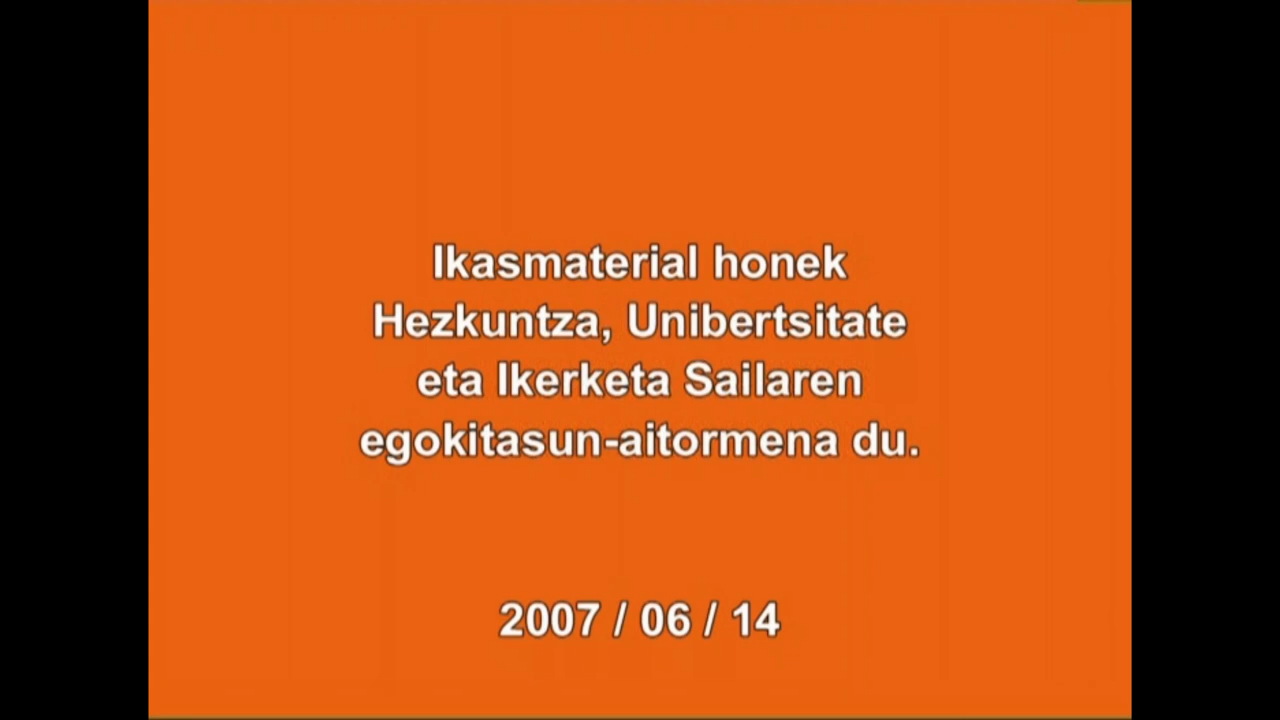 Ikasmaterial honek
Hezkuntza, Unibertsitate
eta Ikerketa Sailaren
egokitasun-aitormena du.
2007 / 06 / 14